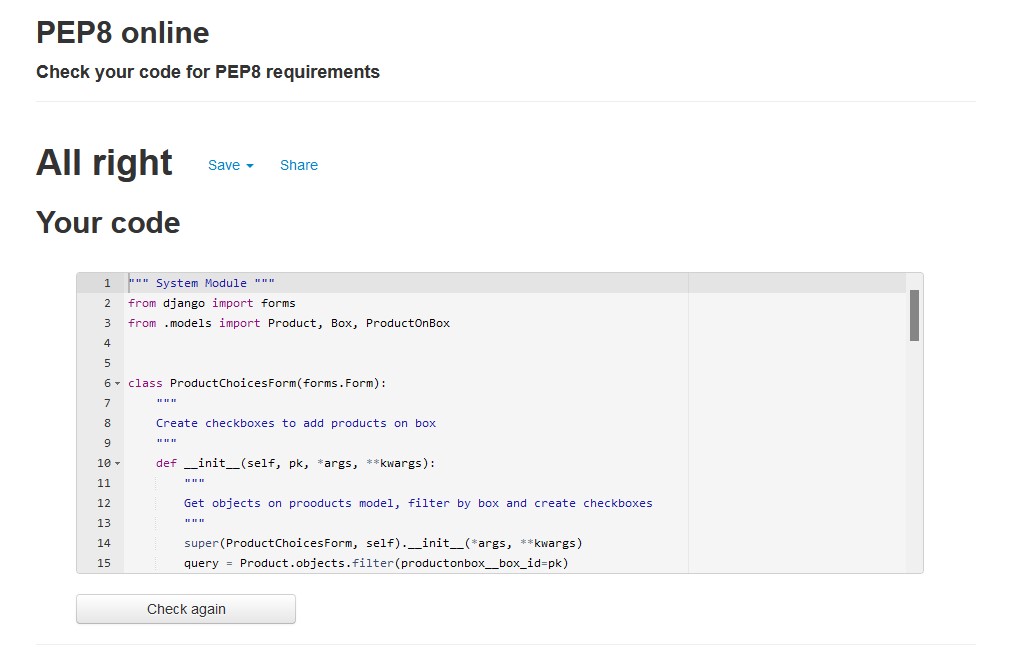 PEP8 online
Check your code for PEP8 requirements
All right Save Share
Your code
1 """ System Module """
2 from django import forms
3 from .models import Product, Box, ProductOnBox
4
5
6 class ProductChoicesForm(forms.Form):
7 """
8 Create checkboxes to add products on box
9 """
10 def __init__(self, pk, *args, **kwargs):
11 """
12 Get objects on prooducts model, filter by box and create checkboxes
13 """
14 super(ProductChoicesForm, self).__init__(*args, **kwargs)
15 query = Product.objects.filter(productonbox__box_id=pk)
Check again